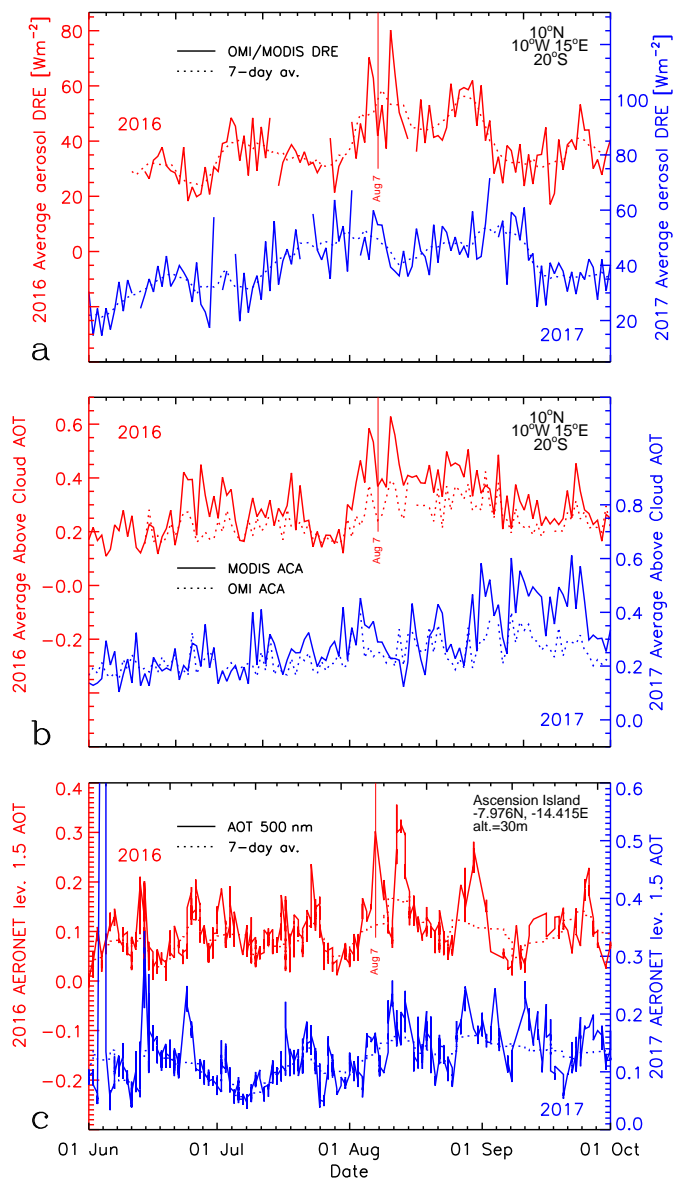 80
60
40
20
0
2016 Average aerosol DRE [Wm⁻²]
OMI/MODIS DRE
7-day av.
10°N
10°W 15°E
20°S
2016
Aug 7
2017
100
80
60
40
20
2017 Average aerosol DRE [Wm⁻²]
a
0.6
0.4
0.2
-0.0
-0.2
2016 Average Above Cloud AOT
2016
10°N
10°W 15°E
20°S
Aug 7
MODIS ACA
OMI ACA
2017
0.8
0.6
0.4
0.2
0.0
2017 Average Above Cloud AOT
b
0.4
0.3
0.2
0.1
0.0
-0.1
-0.2
2016 AERONET lev. 1.5 AOT
AOT 500 nm
7-day av.
Ascension Island
-7.976N, -14.415E
alt.=30m
2016
Aug 7
2017
0.6
0.5
0.4
0.3
0.2
0.1
0.0
2017 AERONET lev. 1.5 AOT
c
01 Jun
01 Jul
01 Aug
01 Sep
01 Oct
Date